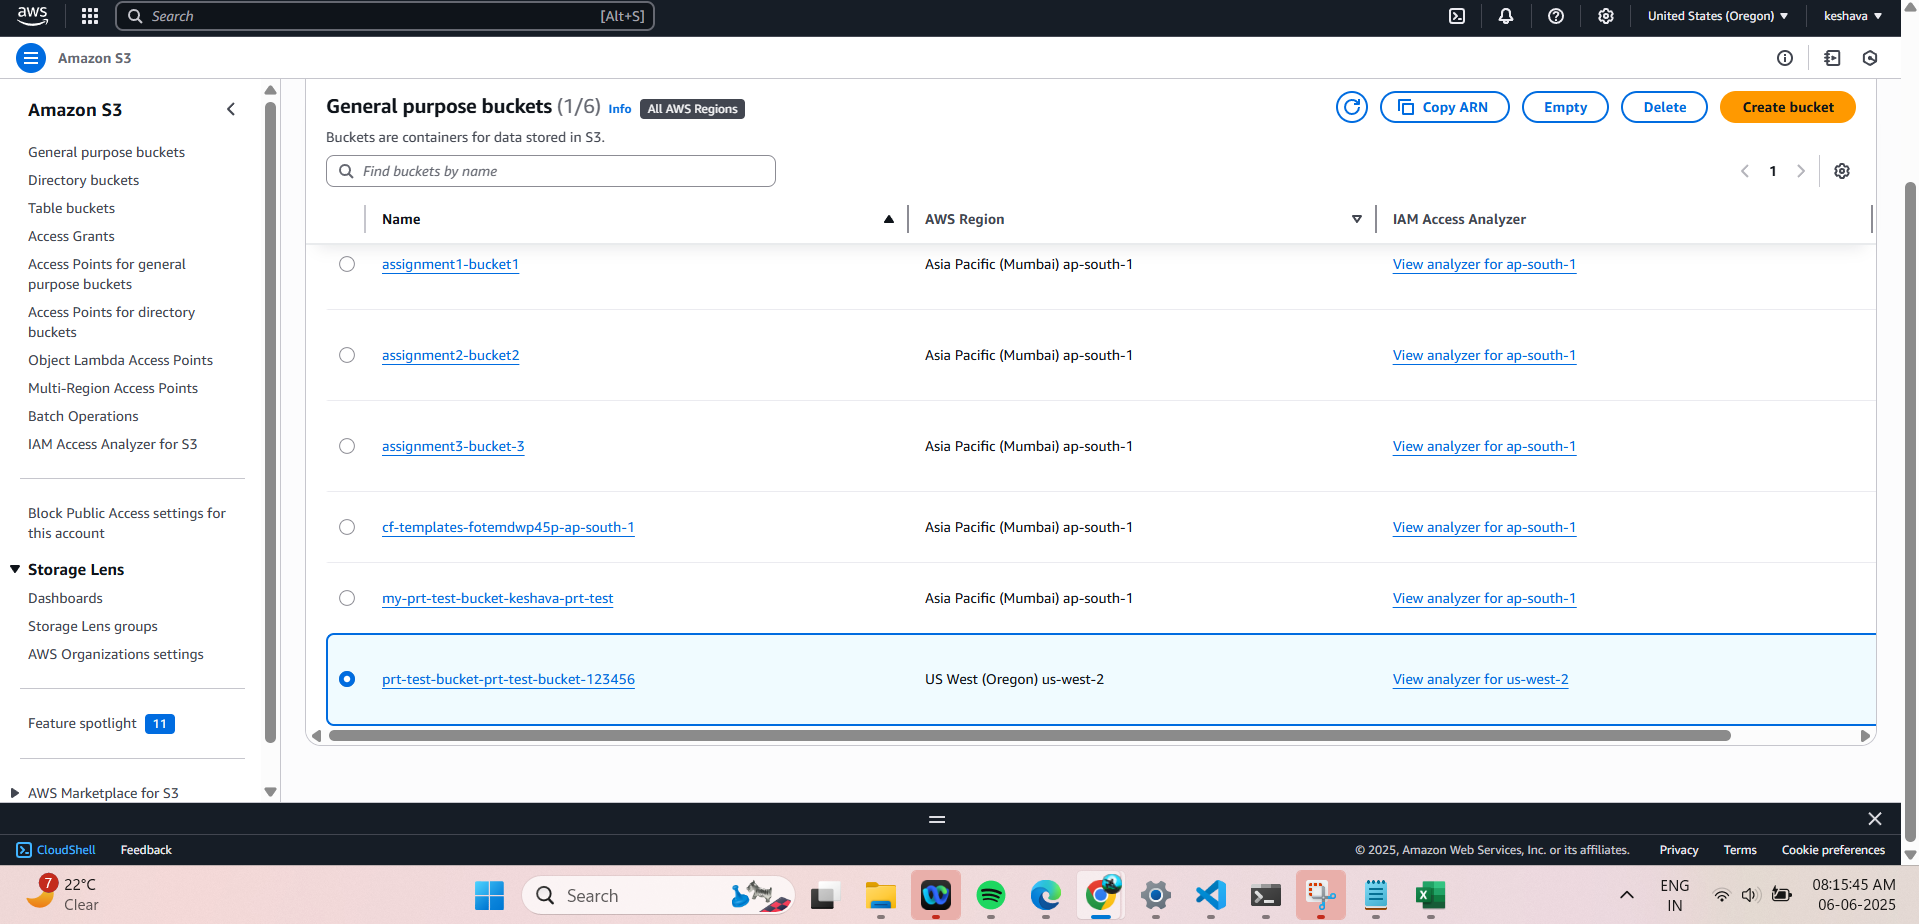 aws
Search [Alt+S]
United States (Oregon)
keshava
Amazon S3
Amazon S3
General purpose buckets
Directory buckets
Table buckets
Access Grants
Access Points for general
purpose buckets
Access Points for directory
buckets
Object Lambda Access Points
Multi-Region Access Points
Batch Operations
IAM Access Analyzer for S3
Block Public Access settings for
this account
Storage Lens
Dashboards
Storage Lens groups
AWS Organizations settings
Feature spotlight 11
AWS Marketplace for S3
General purpose buckets (1/6) Info All AWS Regions
Copy ARN Empty Delete Create bucket
Buckets are containers for data stored in S3.
Find buckets by name
1
Name AWS Region IAM Access Analyzer
assignment1-bucket1 Asia Pacific (Mumbai) ap-south-1 View analyzer for ap-south-1
assignment2-bucket2 Asia Pacific (Mumbai) ap-south-1 View analyzer for ap-south-1
assignment3-bucket-3 Asia Pacific (Mumbai) ap-south-1 View analyzer for ap-south-1
cf-templates-fotemdwp45p-ap-south-1 Asia Pacific (Mumbai) ap-south-1 View analyzer for ap-south-1
my-prt-test-bucket-keshava-prt-test Asia Pacific (Mumbai) ap-south-1 View analyzer for ap-south-1
prt-test-bucket-prt-test-bucket-123456 US West (Oregon) us-west-2 View analyzer for us-west-2
CloudShell Feedback © 2025, Amazon Web Services, Inc. or its affiliates. Privacy Terms Cookie preferences
7
22°C
Clear
Search
ENG
IN
08:15:45 AM
06-06-2025